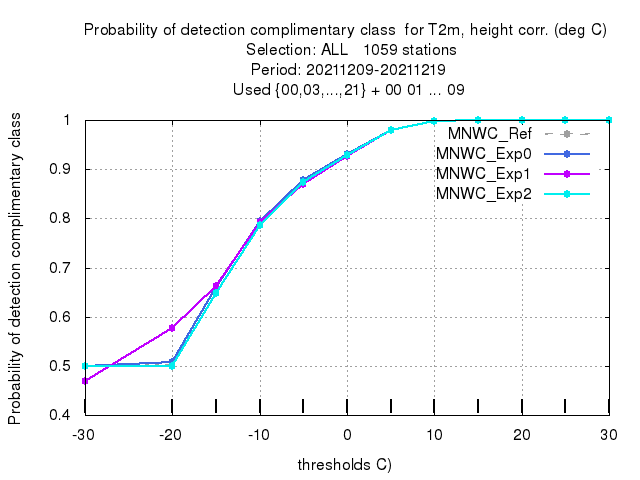 Probability of detection complimentary class  for T2m, height corr. (deg C)
Selection: ALL   1059 stations
Period: 20211209-20211219
Used {00,03,...,21} + 00 01 ... 09
Probability of detection complimentary class
1
0.9
0.8
0.7
0.6
0.5
0.4
MNWC_Ref
MNWC_Exp0
MNWC_Exp1
MNWC_Exp2
-30 -20 -10 0 10 20 30
thresholds C)